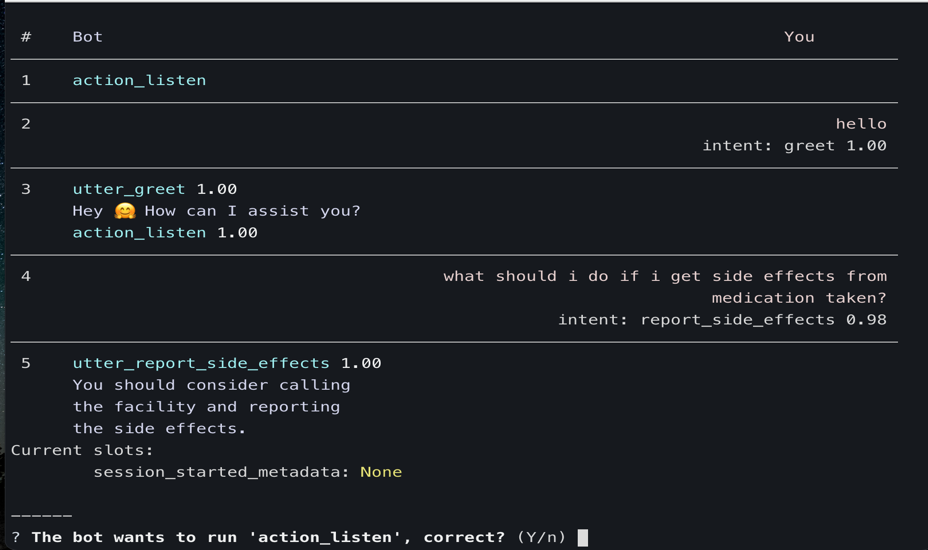 # Bot You
1 action_listen
2 hello
intent: greet 1.00
3 utter_greet 1.00
Hey 🤗 How can I assist you?
action_listen 1.00
4 what should i do if i get side effects from
medication taken?
intent: report_side_effects 0.98
5 utter_report_side_effects 1.00
You should consider calling
the facility and reporting
the side effects.
Current slots:
session_started_metadata: None
______
? The bot wants to run 'action_listen', correct? (Y/n)